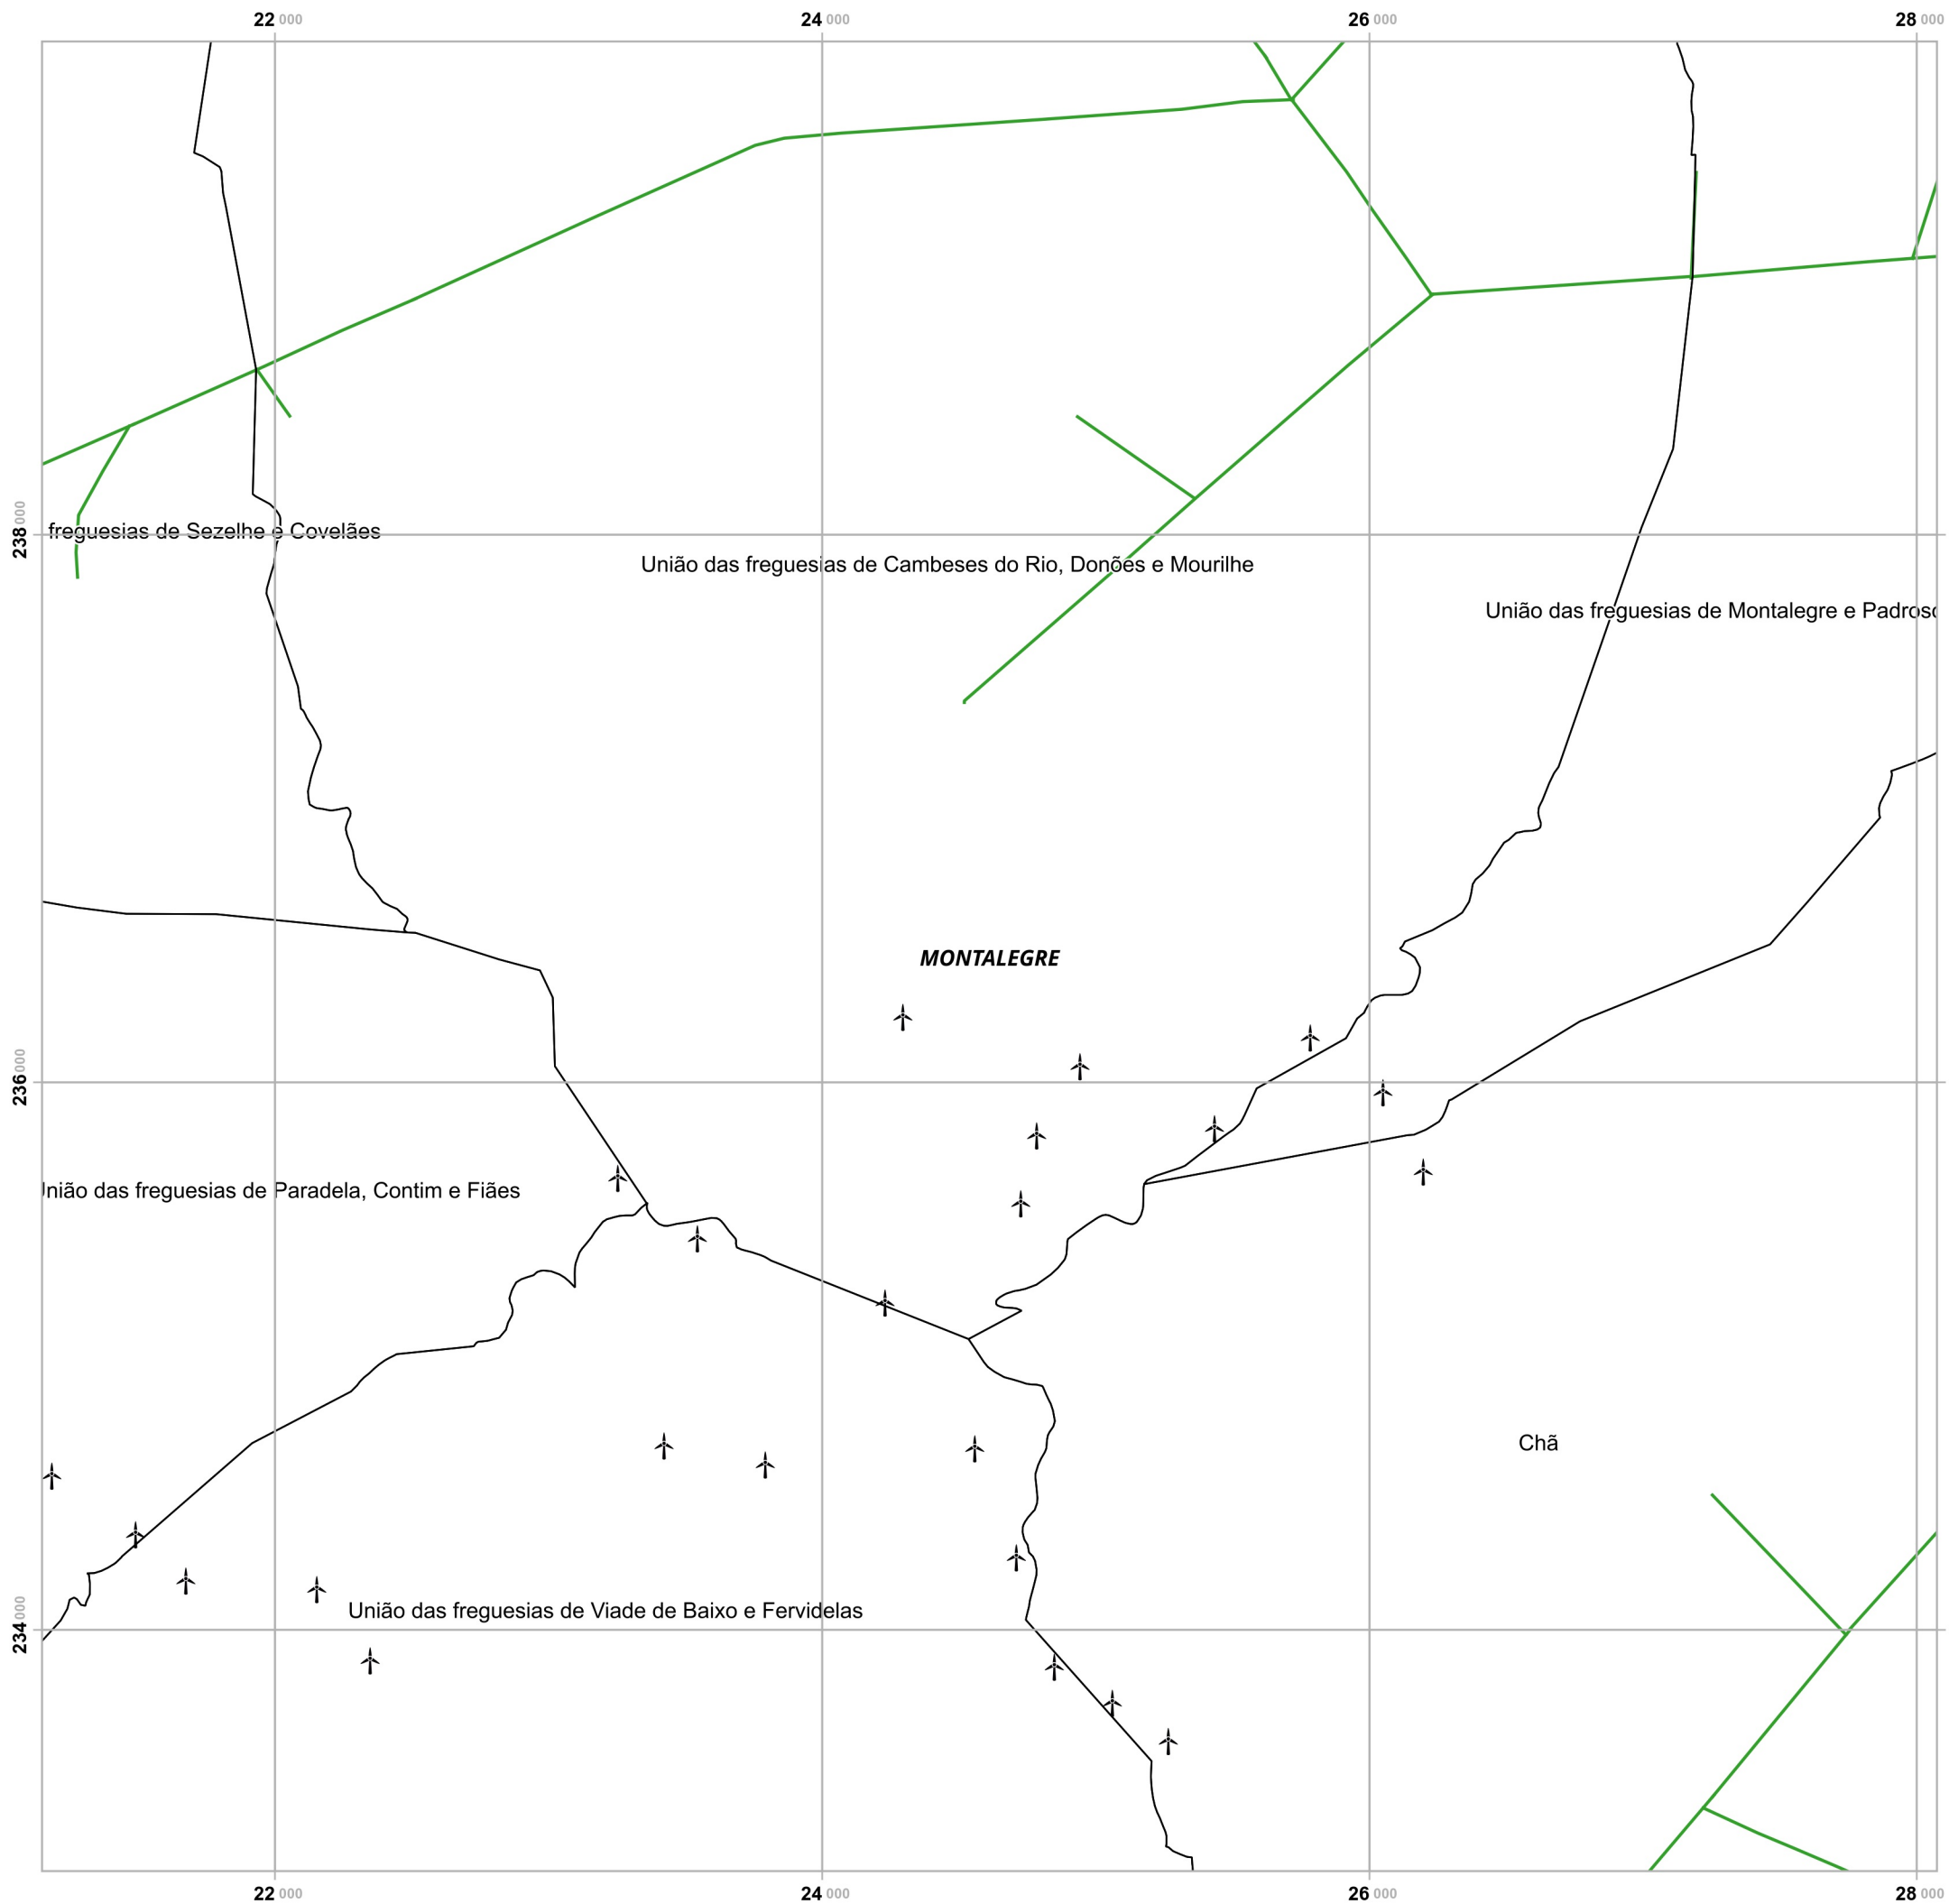 22 000 24 000 26 000 28 000
238 000
freguesias de Sezelhe e Covelães
União das freguesias de Cambeses do Rio, Donões e Mourilhe
União das freguesias de Montalegre e Padroso
MONTALEGRE
236 000
União das freguesias de Paradela, Contim e Fiães
Chã
234 000
União das freguesias de Viade de Baixo e Fervidelas
22 000 24 000 26 000 28 000